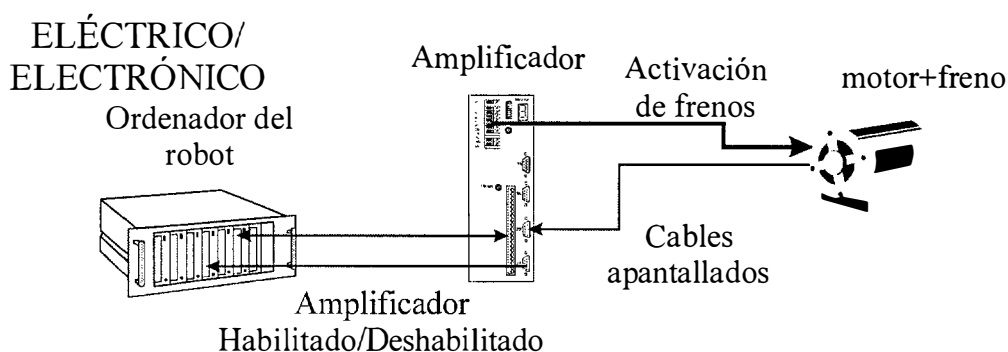 ELÉCTRICO/
ELECTRÓNICO
Ordenador del
robot
Amplificador
Activación
de frenos
motor+freno
Cables
apantallados
Amplificador
Habilitado/Deshabilitado